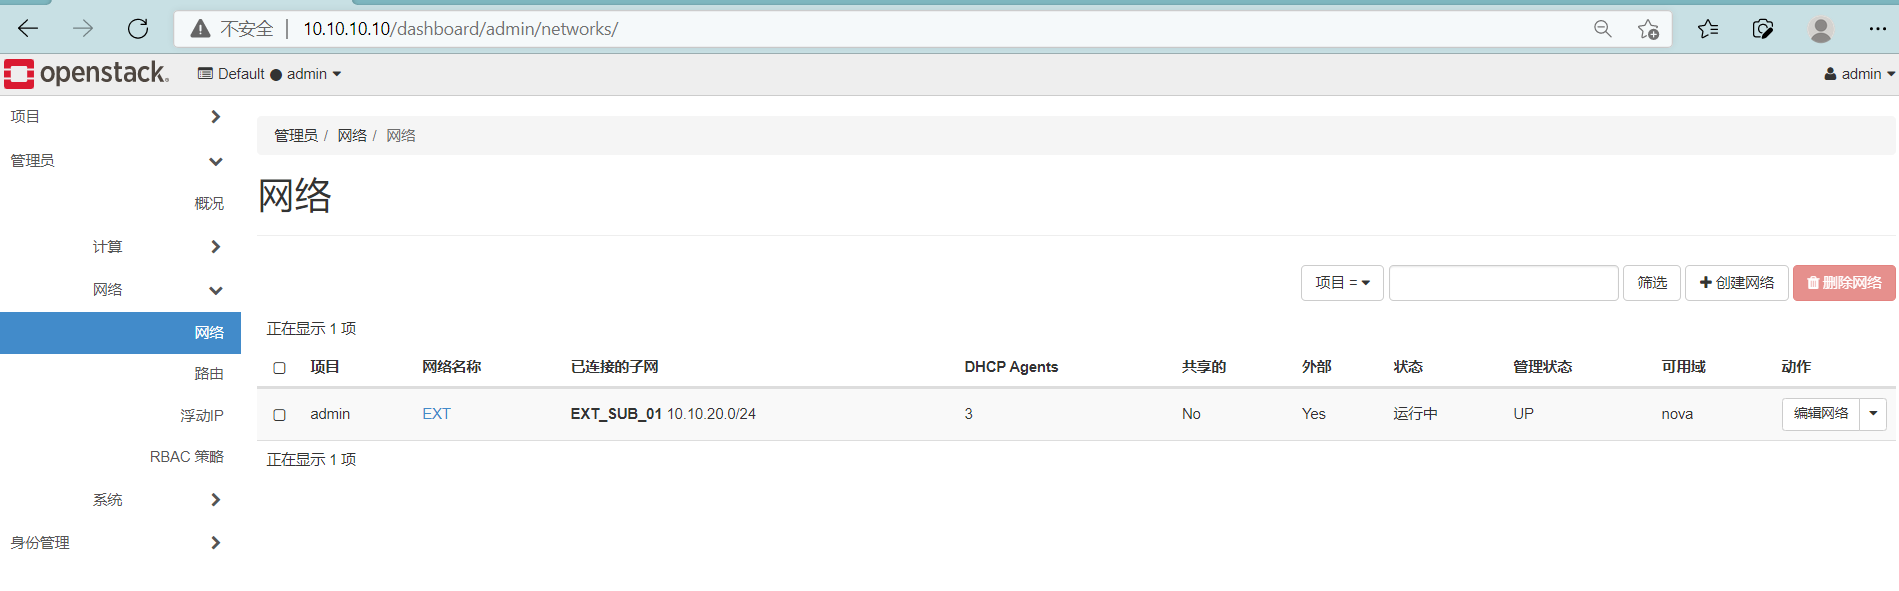 不安全 | 10.10.10.10/dashboard/admin/networks/
openstack. Default ● admin admin
项目
管理员
概况
计算
网络
网络
路由
浮动IP
RBAC 策略
系统
身份管理
管理员 / 网络 / 网络
网络
项目 = 筛选 创建网络 删除网络
正在显示 1 项
项目 网络名称 已连接的子网 DHCP Agents 共享的 外部 状态 管理状态 可用域 动作
admin EXT EXT_SUB_01 10.10.20.0/24 3 No Yes 运行中 UP nova 编辑网络
正在显示 1 项